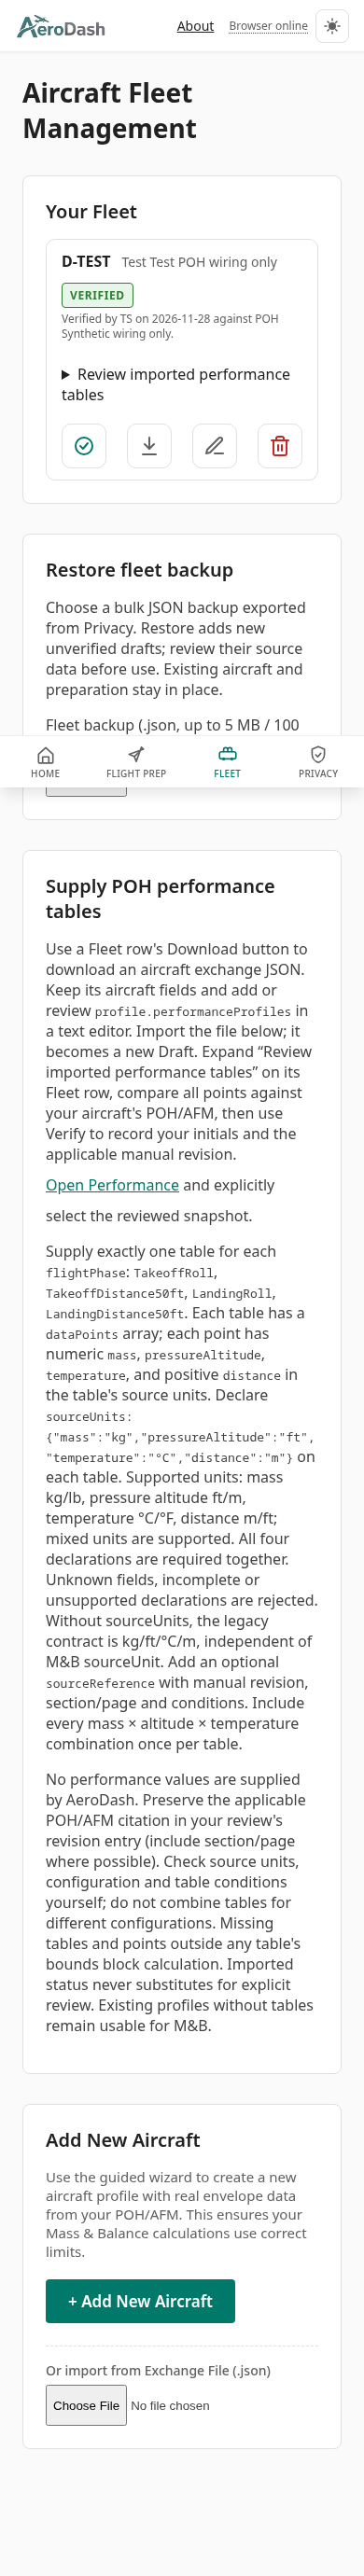 AeroDash
About
Browser online
Aircraft Fleet
Management
Your Fleet
D-TEST Test Test POH wiring only
VERIFIED
Verified by TS on 2026-11-28 against POH
Synthetic wiring only.
Review imported performance
tables
Restore fleet backup
Choose a bulk JSON backup exported
from Privacy. Restore adds new
unverified drafts; review their source
data before use. Existing aircraft and
preparation stay in place.
Fleet backup (.json, up to 5 MB / 100
HOME
FLIGHT PREP
FLEET
PRIVACY
Supply POH performance
tables
Use a Fleet row's Download button to
download an aircraft exchange JSON.
Keep its aircraft fields and add or
review profile.performanceProfiles in
a text editor. Import the file below; it
becomes a new Draft. Expand “Review
imported performance tables” on its
Fleet row, compare all points against
your aircraft's POH/AFM, then use
Verify to record your initials and the
applicable manual revision.
Open Performance and explicitly
select the reviewed snapshot.
Supply exactly one table for each
flightPhase: TakeoffRoll,
TakeoffDistance50ft, LandingRoll,
LandingDistance50ft. Each table has a
dataPoints array; each point has
numeric mass, pressureAltitude,
temperature, and positive distance in
the table's source units. Declare
sourceUnits:
{"mass":"kg","pressureAltitude":"ft",
"temperature":"°C","distance":"m"} on
each table. Supported units: mass
kg/lb, pressure altitude ft/m,
temperature °C/°F, distance m/ft;
mixed units are supported. All four
declarations are required together.
Unknown fields, incomplete or
unsupported declarations are rejected.
Without sourceUnits, the legacy
contract is kg/ft/°C/m, independent of
M&B sourceUnit. Add an optional
sourceReference with manual revision,
section/page and conditions. Include
every mass × altitude × temperature
combination once per table.
No performance values are supplied
by AeroDash. Preserve the applicable
POH/AFM citation in your review's
revision entry (include section/page
where possible). Check source units,
configuration and table conditions
yourself; do not combine tables for
different configurations. Missing
tables and points outside any table's
bounds block calculation. Imported
status never substitutes for explicit
review. Existing profiles without tables
remain usable for M&B.
Add New Aircraft
Use the guided wizard to create a new
aircraft profile with real envelope data
from your POH/AFM. This ensures your
Mass & Balance calculations use correct
limits.
+ Add New Aircraft
Or import from Exchange File (.json)
Choose File No file chosen